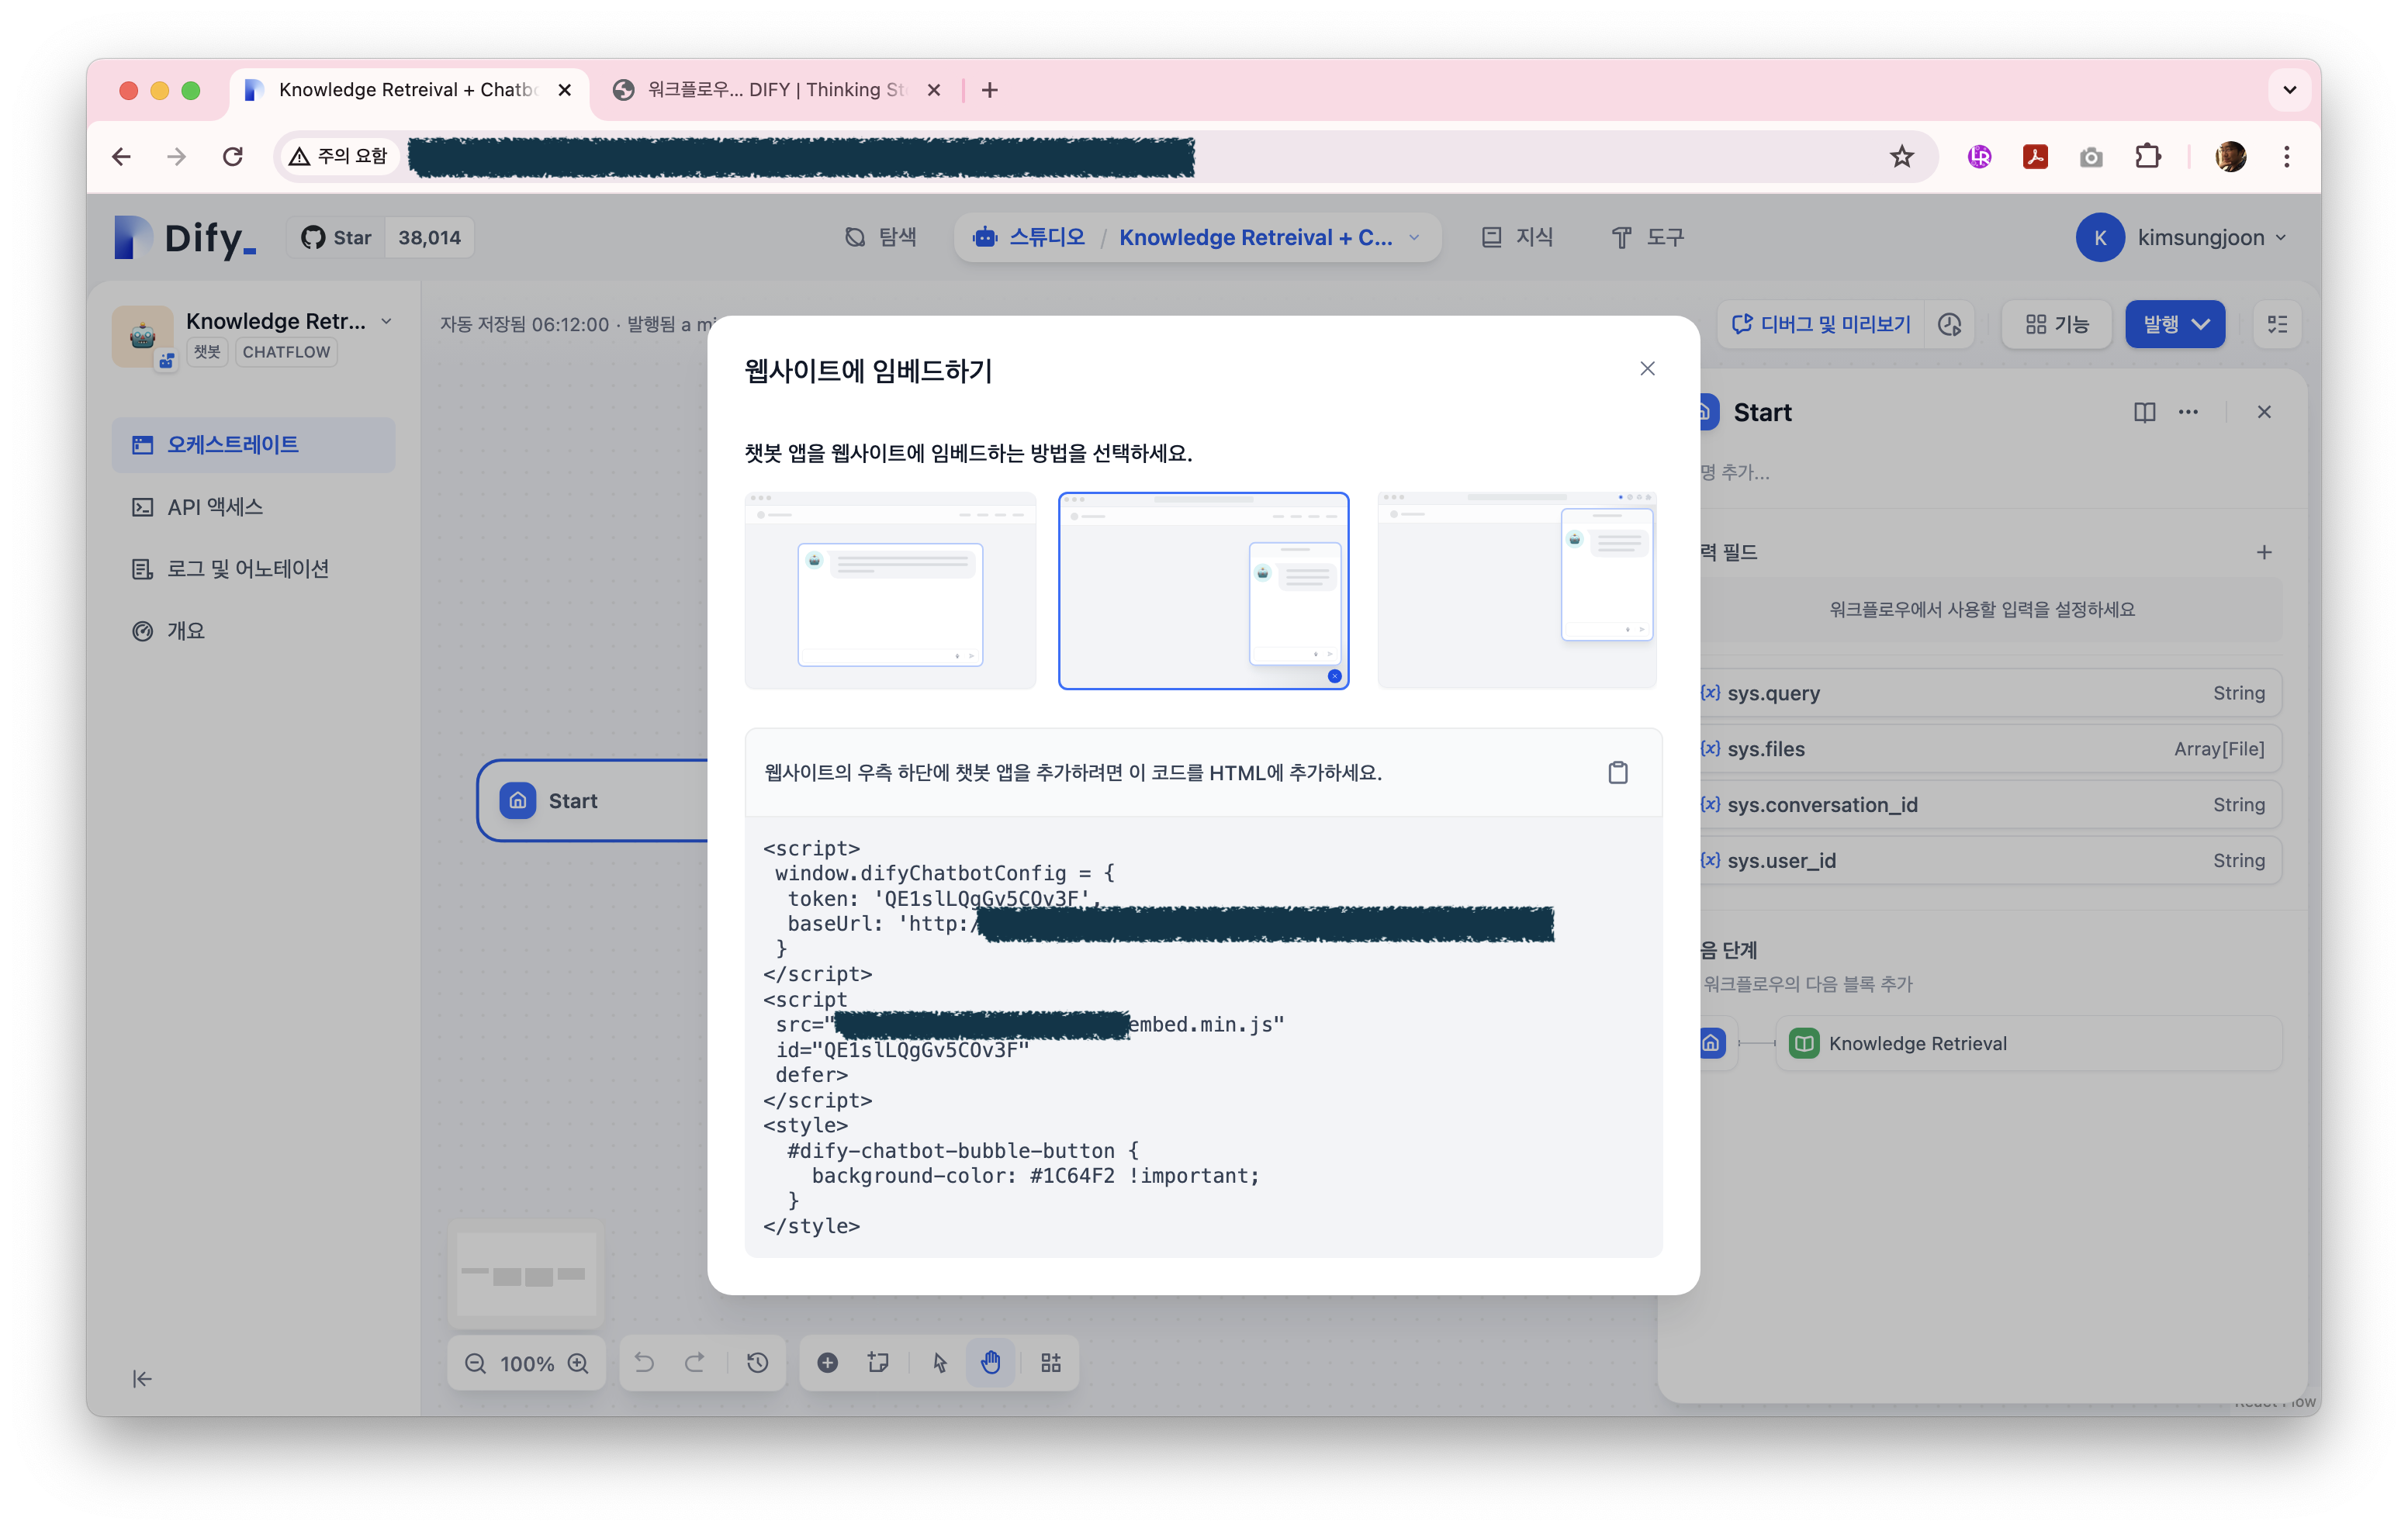 Knowledge Retreival + Chatb
워크플로우... DIFY | Thinking St
주의 요함
Dify_
Star 38,014
탐색
스튜디오 / Knowledge Retreival + C...
지식
도구
K kimsungjoon
Knowledge Retr...
챗봇 CHATFLOW
자동 저장됨 06:12:00 · 발행됨 a mi
디버그 및 미리보기
기능
발행
오케스트레이트
API 액세스
로그 및 어노테이션
개요
Start
웹사이트에 임베드하기
챗봇 앱을 웹사이트에 임베드하는 방법을 선택하세요.
웹사이트의 우측 하단에 챗봇 앱을 추가하려면 이 코드를 HTML에 추가하세요.
<script>
window.difyChatbotConfig = {
token: 'QE1slLQgGv5COv3F',
baseUrl: 'http:/
}
</script>
<script
src="embed.min.js"
id="QE1slLQgGv5COv3F"
defer>
</script>
<style>
#dify-chatbot-bubble-button {
background-color: #1C64F2 !important;
}
</style>
Start
명 추가...
력 필드
워크플로우에서 사용할 입력을 설정하세요
{x} sys.query String
{x} sys.files Array[File]
{x} sys.conversation_id String
{x} sys.user_id String
음 단계
워크플로우의 다음 블록 추가
Knowledge Retrieval
100%
React Flow